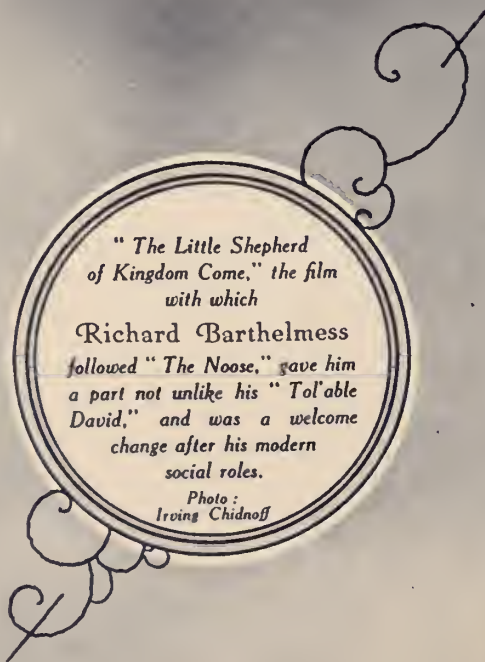 " The Little Shepherd
of Kingdom Come," the film
with which
Richard Barthelmess
followed " The Noose," gave him
a part not unlike his " Tol'able
David," and was a welcome
change after his modern
social roles.
Photo :
Irving Chidnoff